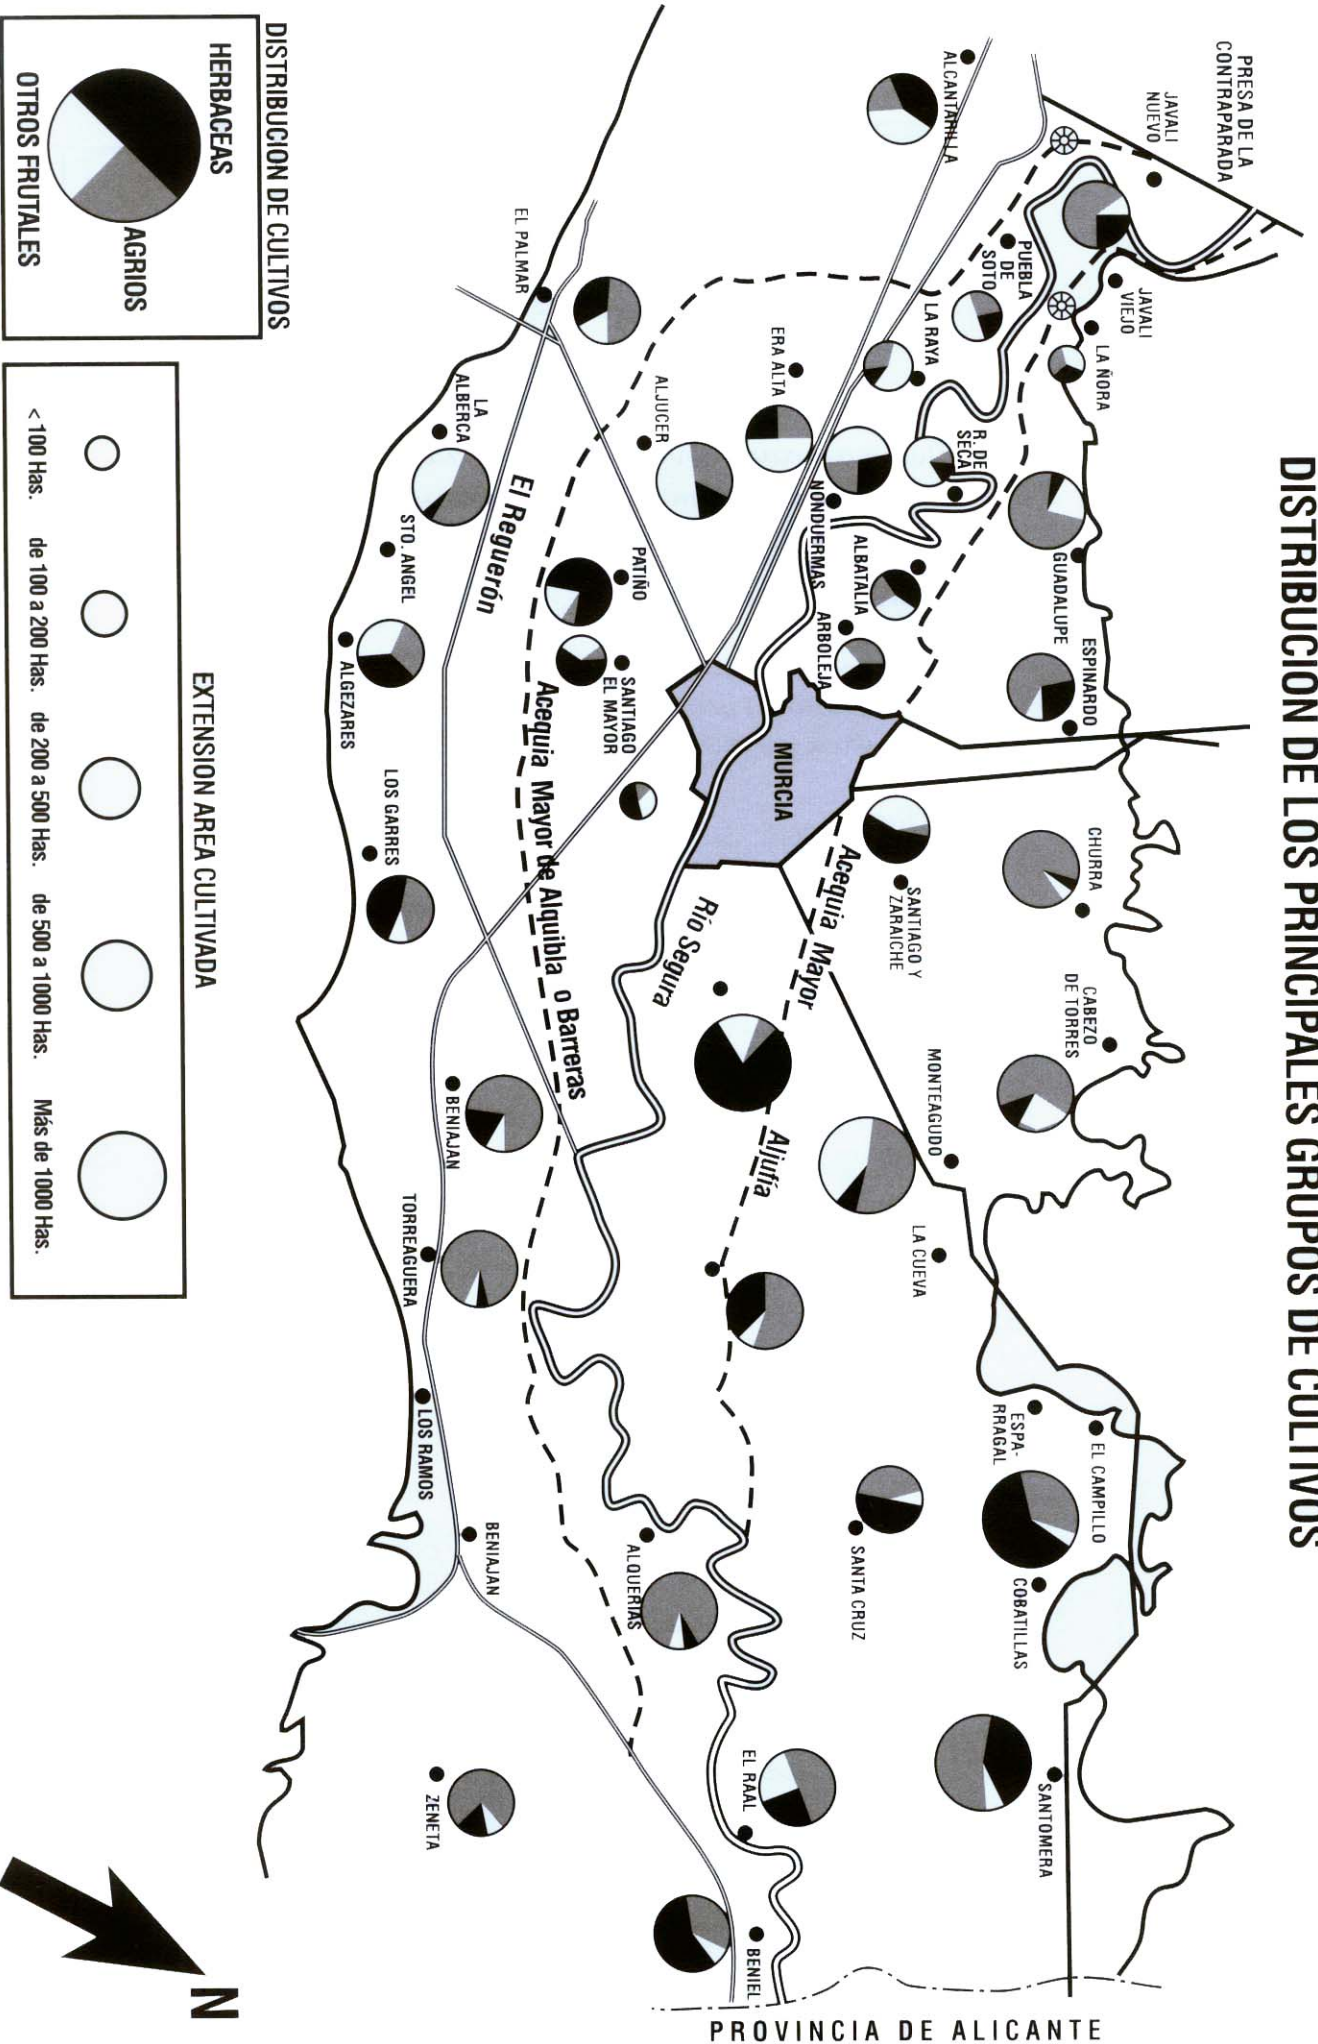 DISTRIBUCION DE LOS PRINCIPALES GRUPOS DE CULTIVOS
PRESA DE LA
CONTRAPARADA
JAVALI
NUEVO
JAVALI
VIEJO
LA ÑORA
PUEBLA
DE
SOTO
ALCANTARILLA
LA RAYA
R. DE
SECA
GUADALUPE
ESPINARDO
ERA ALTA
NONDUERMAS
ALBATALIA
ARBOLEJA
CHURRA
CABEZO
DE TORRES
SANTIAGO Y
ZARAICHE
MONTEAGUDO
LA CUEVA
ESPA-
RRAGAL
EL CAMPILLO
COBATILLAS
SANTOMERA
SANTA CRUZ
MURCIA
Acequia Mayor
Aljufía
Río Segura
EL PALMAR
ALJUCER
PATIÑO
SANTIAGO
EL MAYOR
LA
ALBERCA
STO. ANGEL
ALGEZARES
El Reguerón
Acequia Mayor de Alquibla o Barreras
LOS GARRES
BENIAJAN
TORREAGUERA
LOS RAMOS
BENIAJAN
ALQUERIAS
EL RAAL
ZENETA
BENIEL
PROVINCIA DE ALICANTE
DISTRIBUCION DE CULTIVOS
HERBACEAS
AGRIOS
OTROS FRUTALES
EXTENSION AREA CULTIVADA
<100 Has.
de 100 a 200 Has.
de 200 a 500 Has.
de 500 a 1000 Has.
Más de 1000 Has.
N